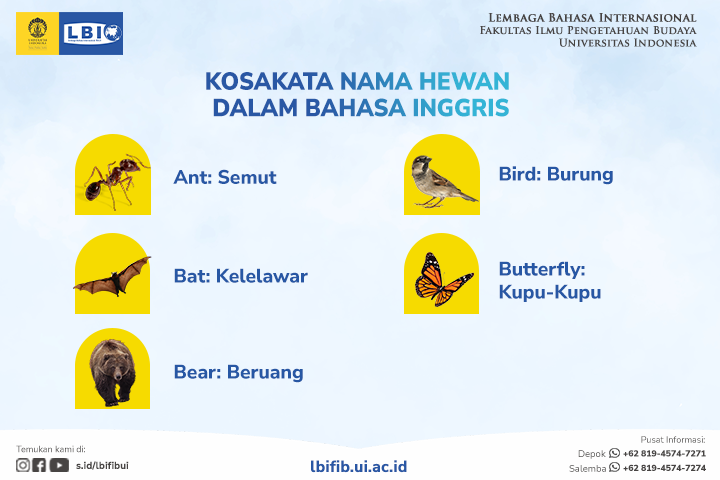 LBI
LEMBAGA BAHASA INTERNASIONAL
FAKULTAS ILMU PENGETAHUAN BUDAYA
UNIVERSITAS INDONESIA
KOSAKATA NAMA HEWAN
DALAM BAHASA INGGRIS
Ant: Semut
Bird: Burung
Bat: Kelelawar
Butterfly:
Kupu-Kupu
Bear: Beruang
Temukan kami di:
s.id/lbifibui
lbifib.ui.ac.id
Pusat Informasi:
Depok +62 819-4574-7271
Salemba +62 819-4574-7274